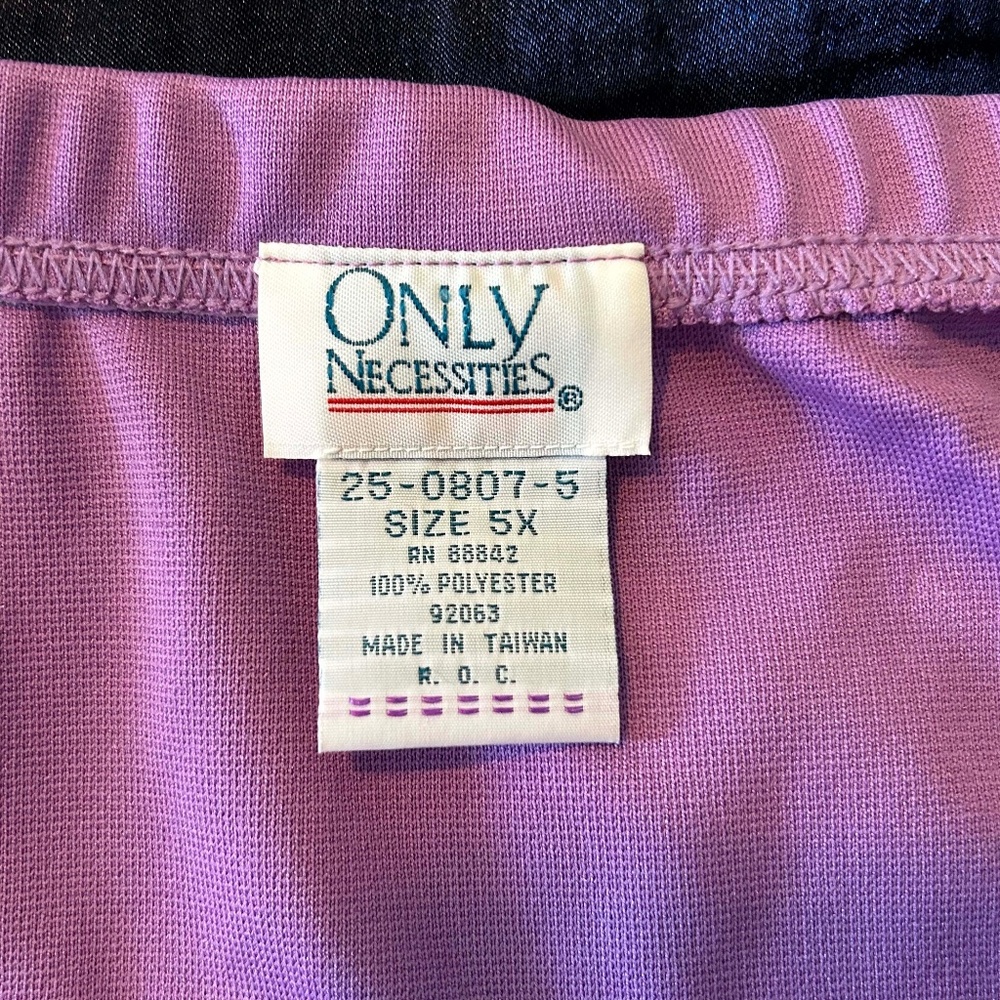 ONLY
NECESSITIES®
25-0807-5
SIZE 5X
RN 88842
100% POLYESTER
92063
MADE IN TAIWAN
R. O. C.